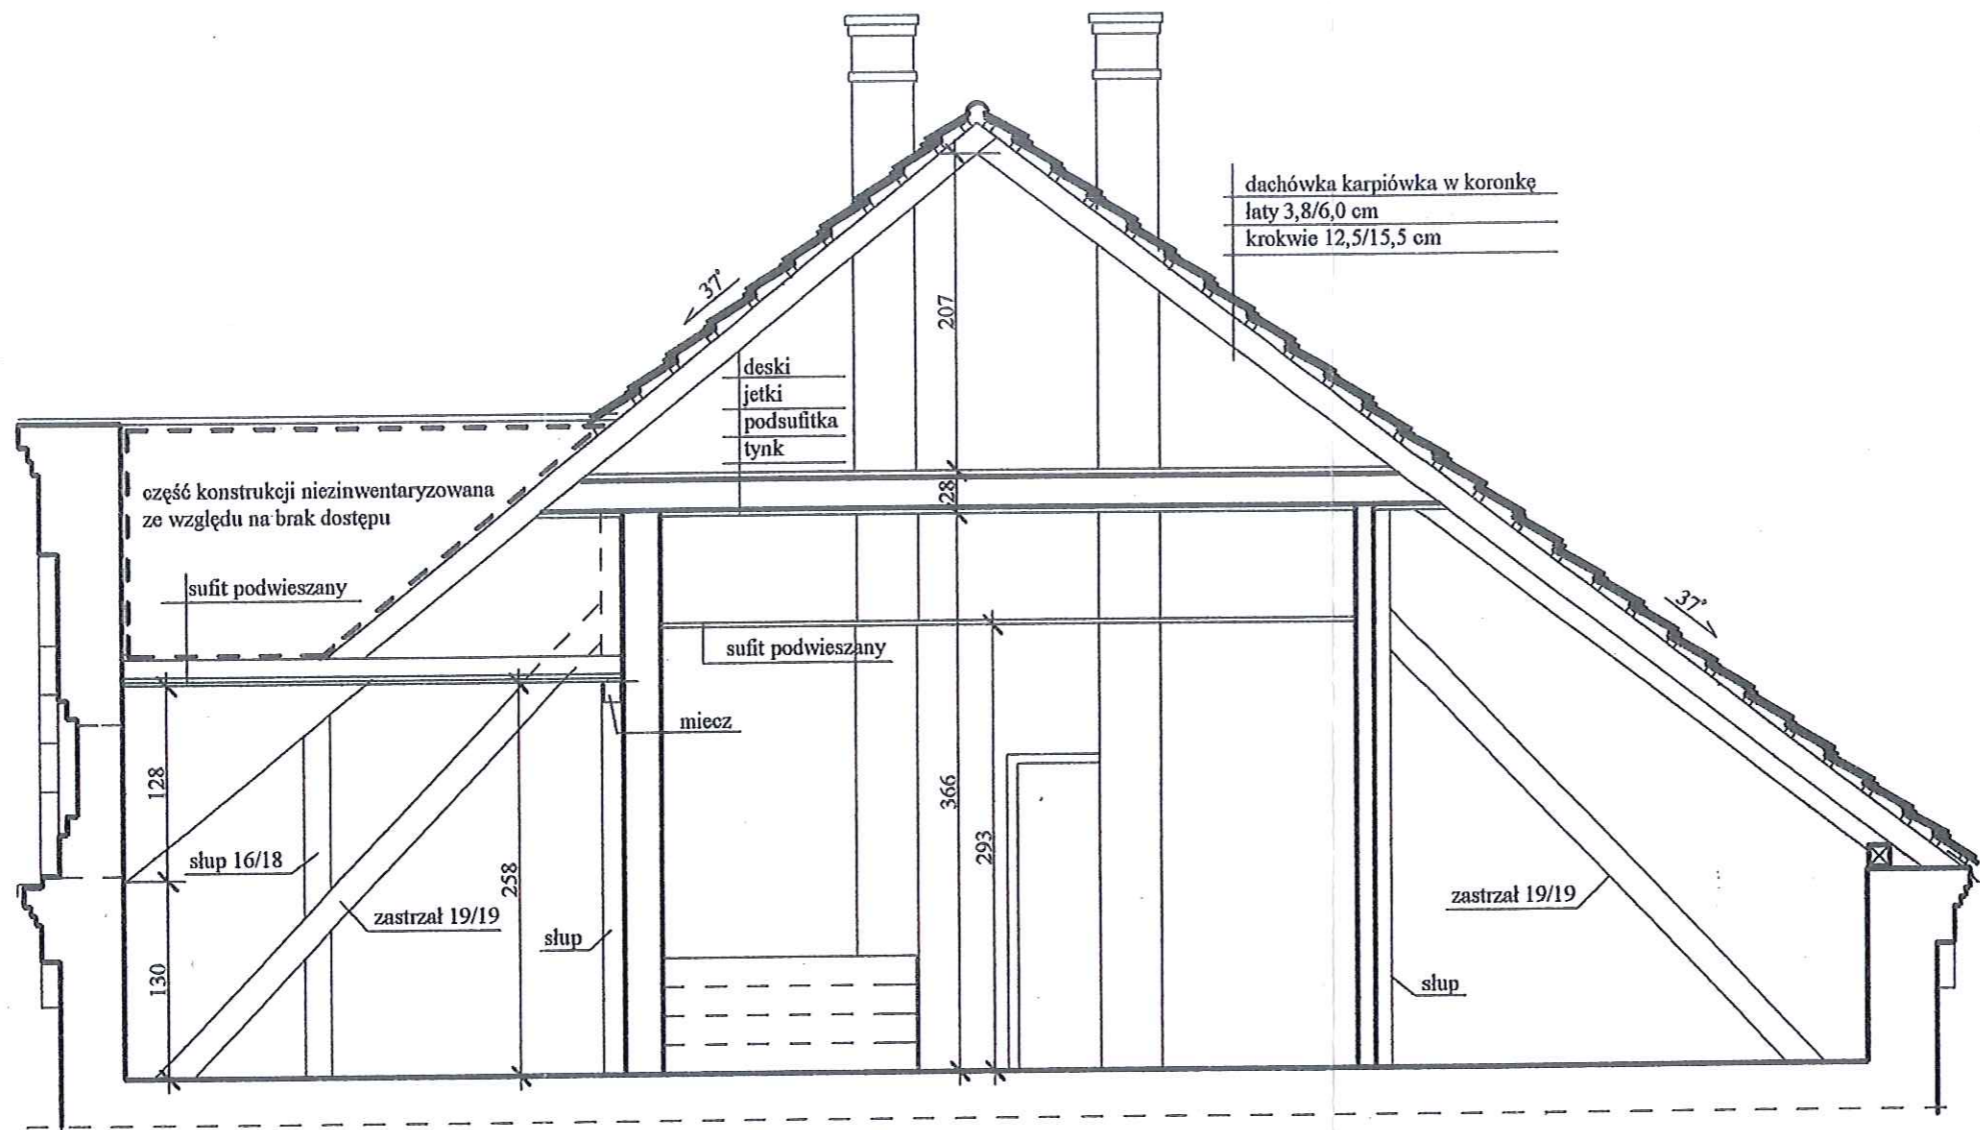 dachówka karpiówka w koronkę
łaty 3,8/6,0 cm
krokwie 12,5/15,5 cm
37°
207
deski
jetki
podsufitka
tynk
28
część konstrukcji niezinwentaryzowana
ze względu na brak dostępu
sufit podwieszany
37°
sufit podwieszany
miecz
128
366
293
słup 16/18
258
zastrzał 19/19
zastrzał 19/19
słup
130
słup